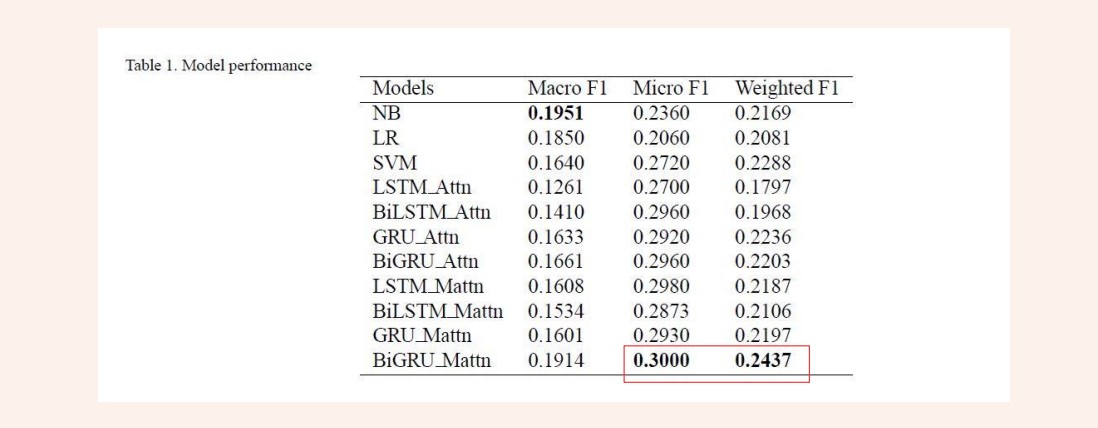 Table 1. Model performance
Models Macro F1 Micro F1 Weighted F1
NB 0.1951 0.2360 0.2169
LR 0.1850 0.2060 0.2081
SVM 0.1640 0.2720 0.2288
LSTM_Attn 0.1261 0.2700 0.1797
BiLSTM_Attn 0.1410 0.2960 0.1968
GRU_Attn 0.1633 0.2920 0.2236
BiGRU_Attn 0.1661 0.2960 0.2203
LSTM_Mattn 0.1608 0.2980 0.2187
BiLSTM_Mattn 0.1534 0.2873 0.2106
GRU_Mattn 0.1601 0.2930 0.2197
BiGRU_Mattn 0.1914 0.3000 0.2437